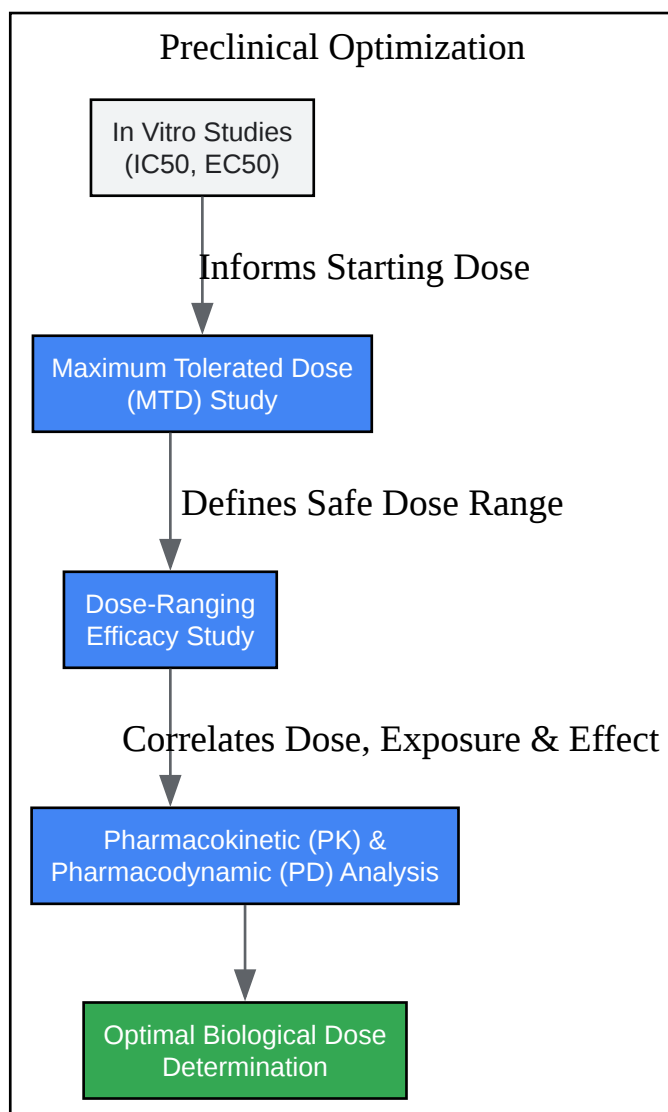 Preclinical Optimization
In Vitro Studies
(IC50, EC50)
Informs Starting Dose
Maximum Tolerated Dose
(MTD) Study
Defines Safe Dose Range
Dose-Ranging
Efficacy Study
Correlates Dose, Exposure & Effect
Pharmacokinetic (PK) &
Pharmacodynamic (PD) Analysis
Optimal Biological Dose
Determination